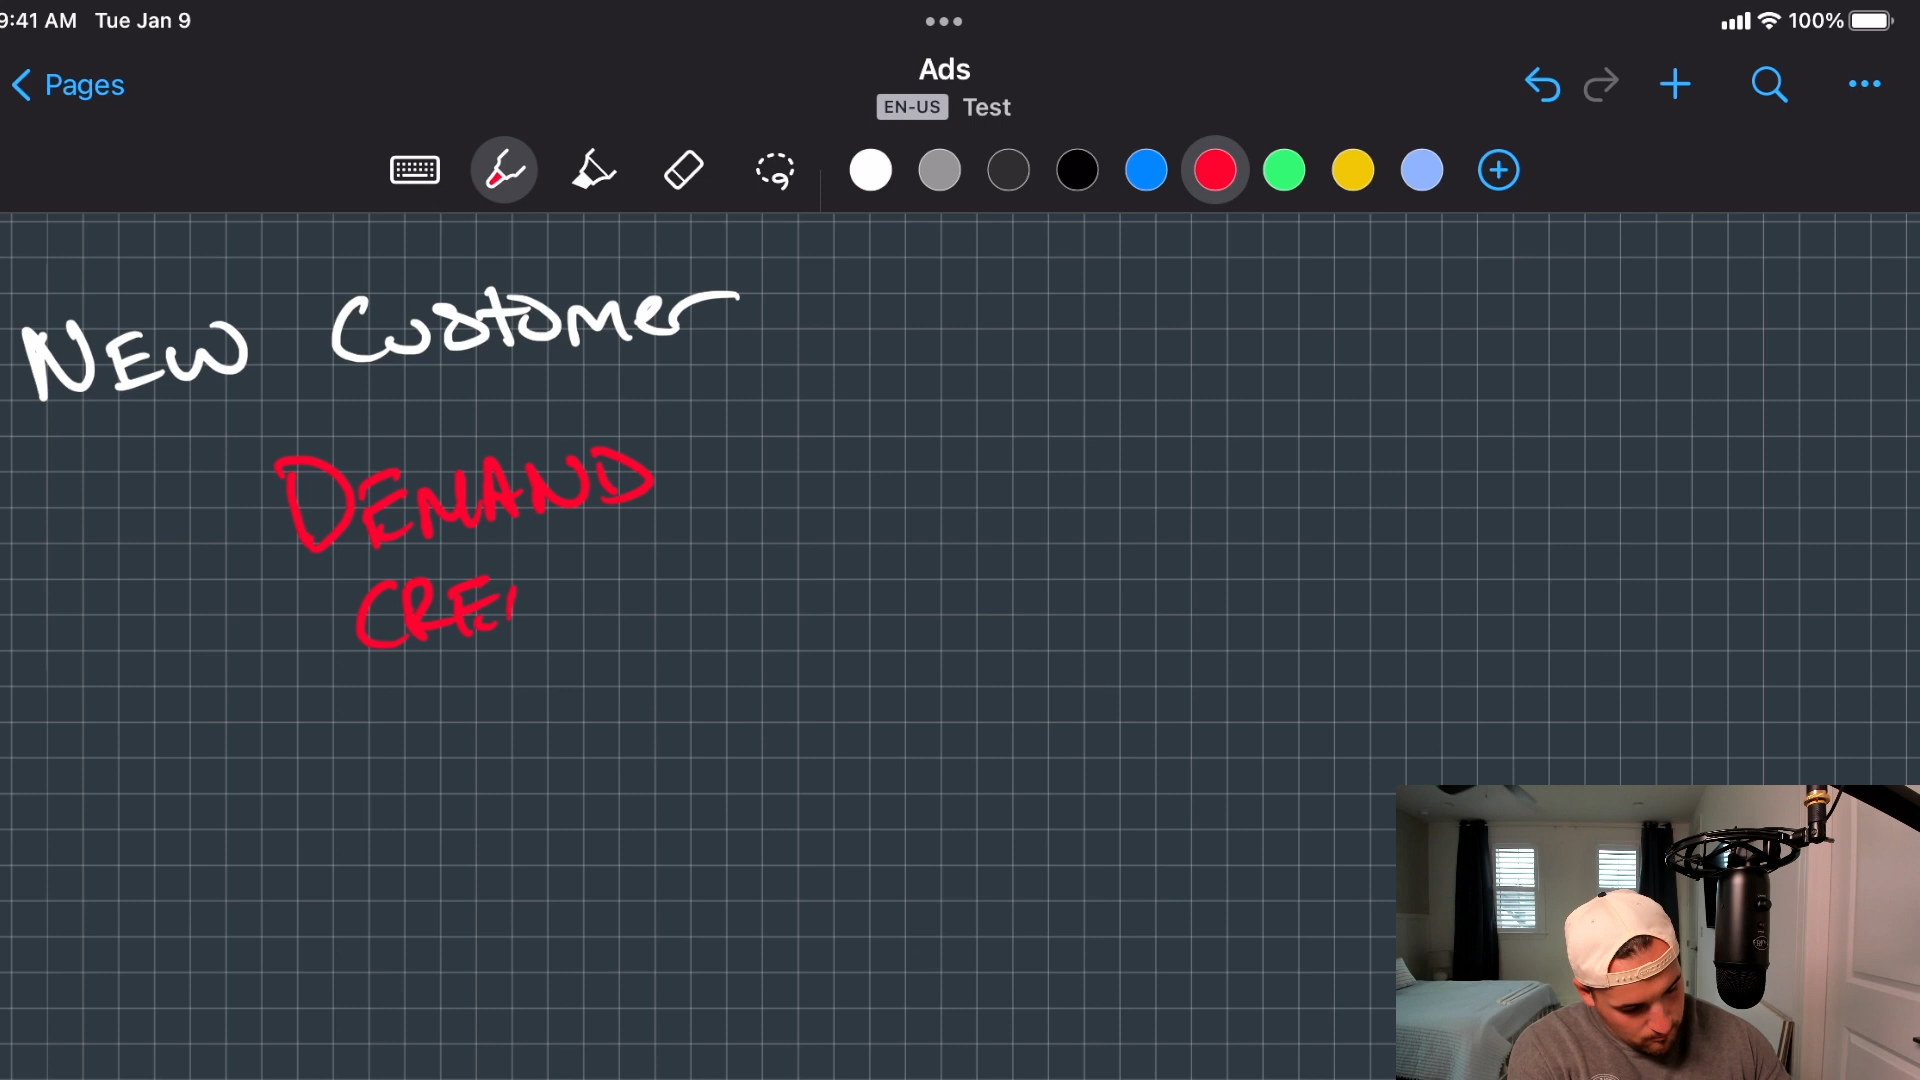 9:41 AM Tue Jan 9
100%
Pages
Ads
EN-US Test
NEW Customer
DEMAND
CRE